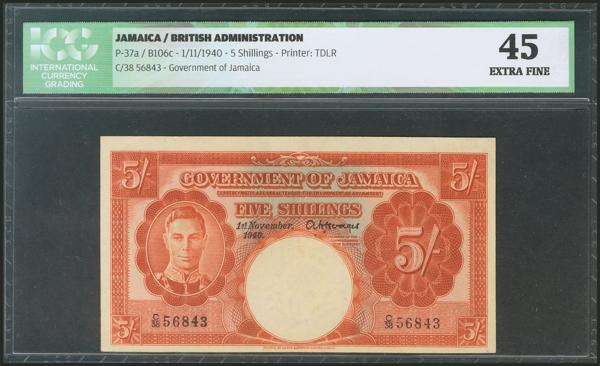 ICG
INTERNATIONAL
CURRENCY
GRADING
JAMAICA / BRITISH ADMINISTRATION
P-37a / B106c - 1/11/1940 - 5 Shillings - Printer: TDLR
C/38 56843 - Government of Jamaica
45
EXTRA FINE
5/-
5/-
GOVERNMENT OF JAMAICA
FIVE SHILLINGS
1st November,
1940.
5/-
C/38 56843
C/38 56843
5/-
5/-